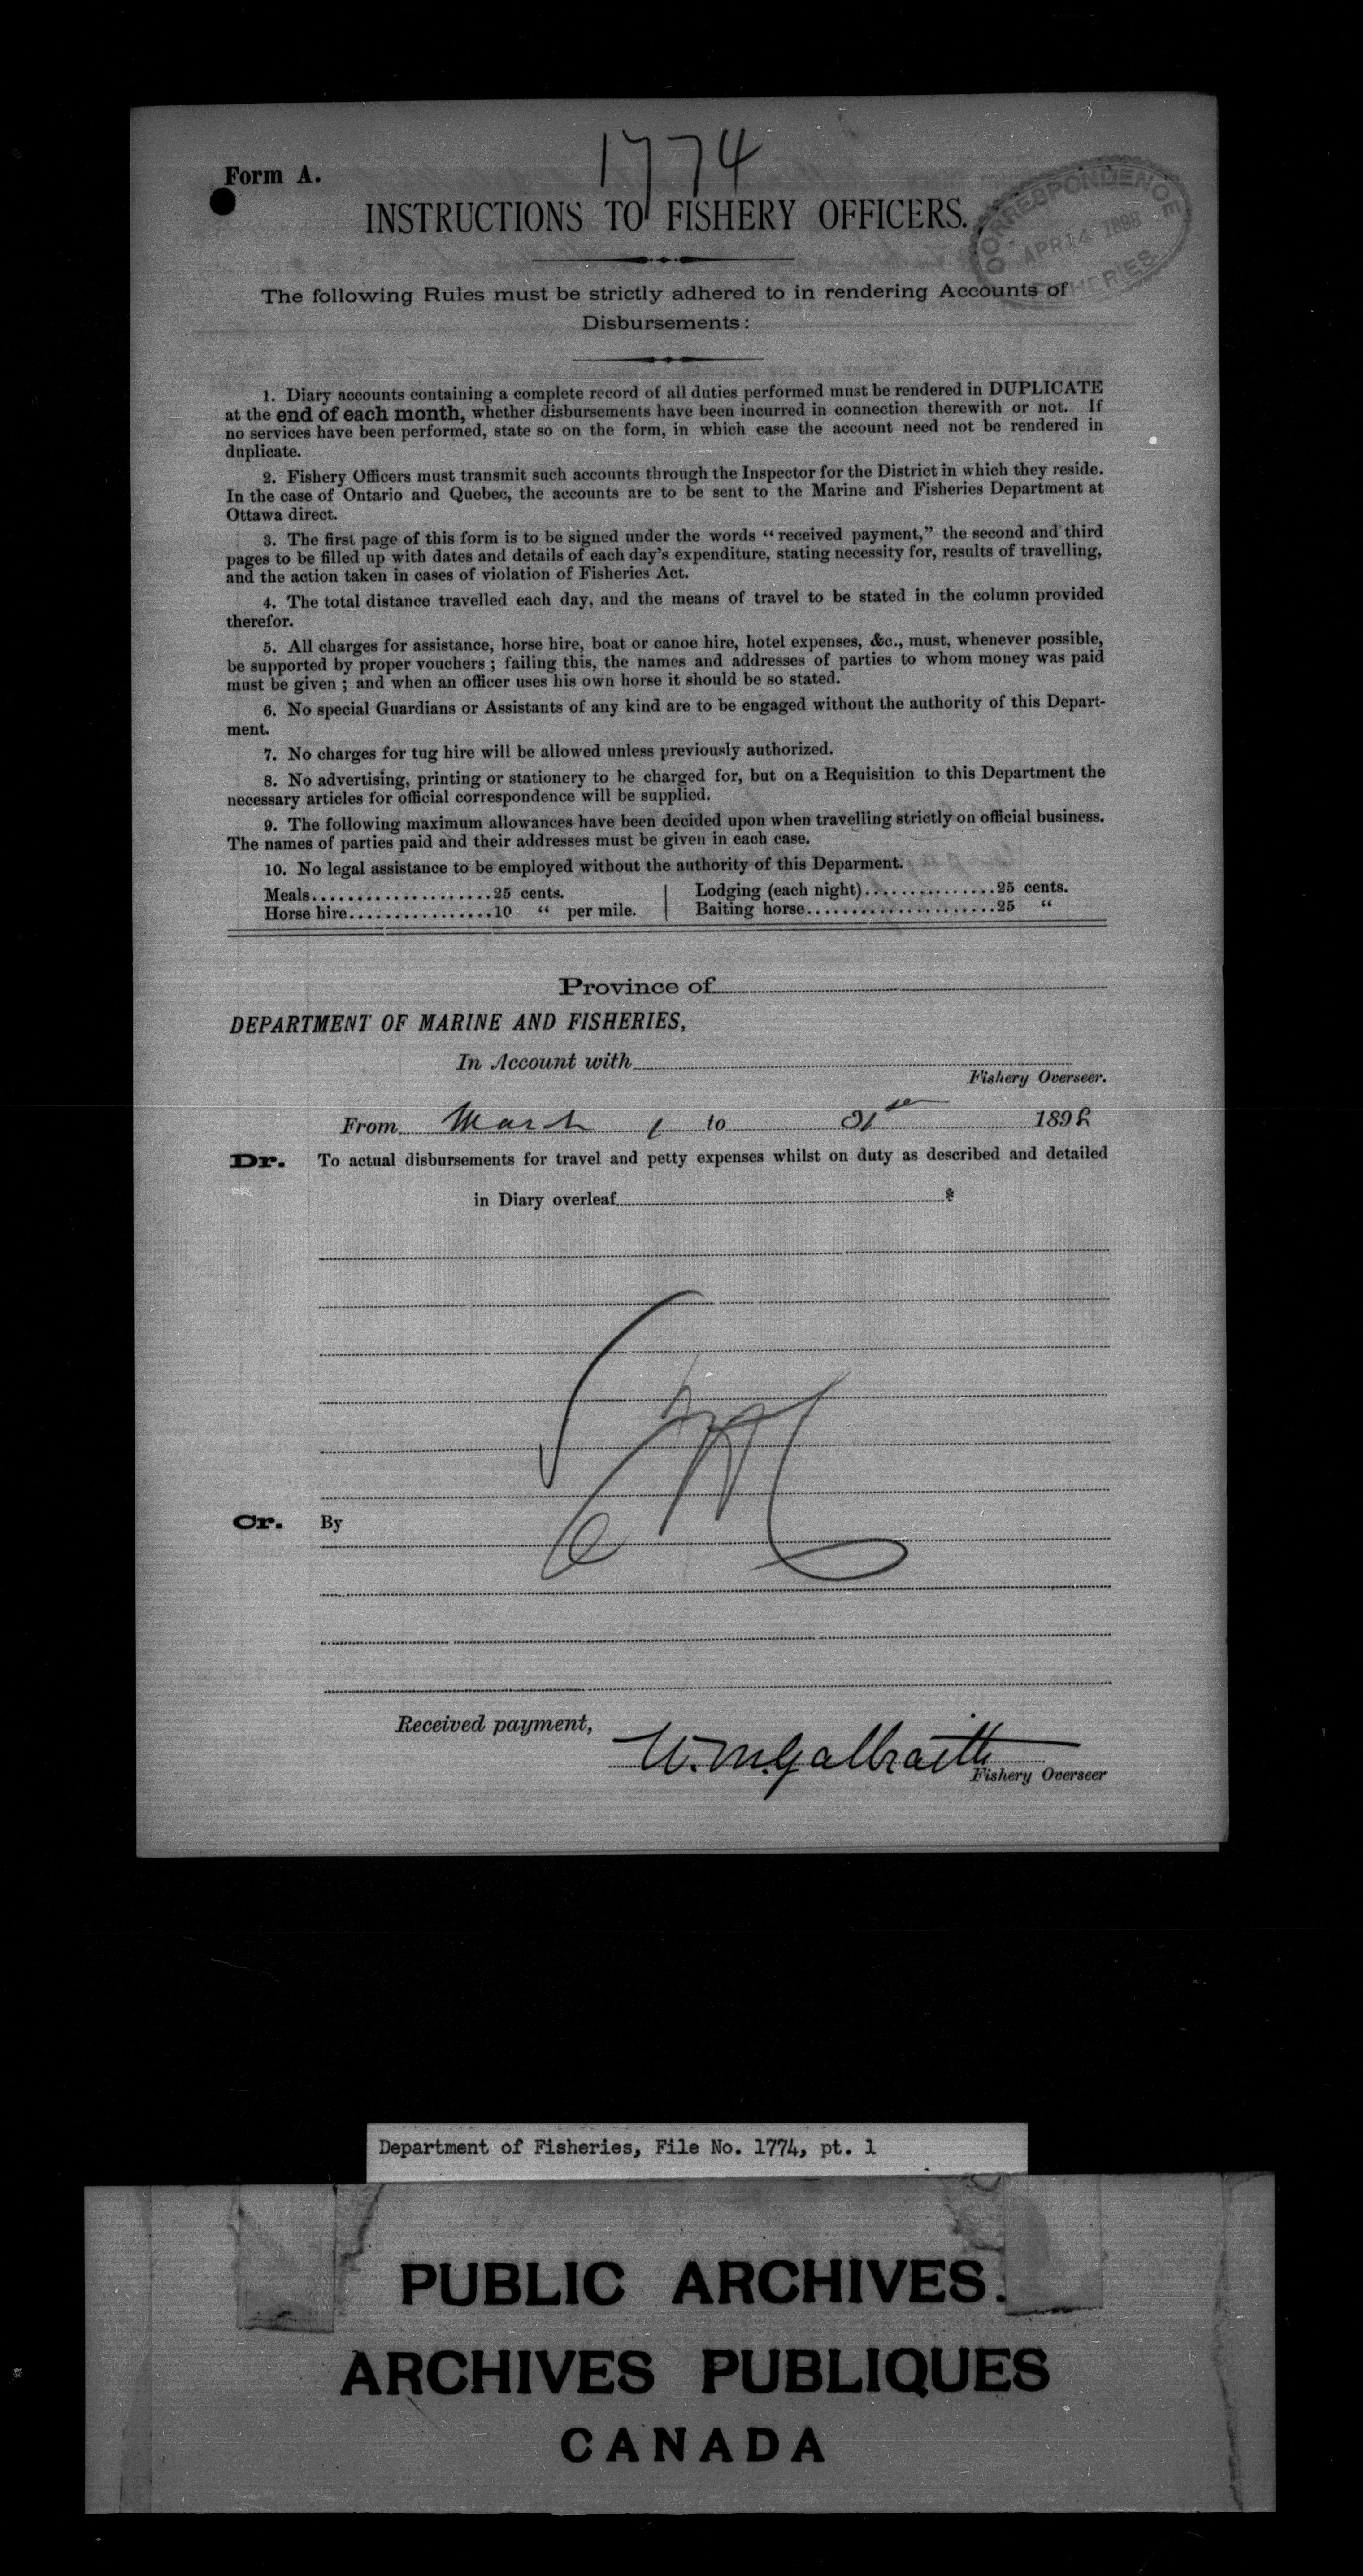 1774
Form A.
INSTRUCTIONS TO FISHERY OFFICERS.
CORRESPONDENCE
APR 14 1898
FISHERIES
The following Rules must be strictly adhered to in rendering Accounts of
Disbursements:
1. Diary accounts containing a complete record of all duties performed must be rendered in DUPLICATE
at the end of each month, whether disbursements have been incurred in connection therewith or not. If
no services have been performed, state so on the form, in which case the account need not be rendered in
duplicate.
2. Fishery Officers must transmit such accounts through the Inspector for the District in which they reside.
In the case of Ontario and Quebec, the accounts are to be sent to the Marine and Fisheries Department at
Ottawa direct.
3. The first page of this form is to be signed under the words “received payment,” the second and third
pages to be filled up with dates and details of each day's expenditure, stating necessity for, results of travelling,
and the action taken in cases of violation of Fisheries Act.
4. The total distance travelled each day, and the means of travel to be stated in the column provided
therefor.
5. All charges for assistance, horse hire, boat or canoe hire, hotel expenses, &c., must, whenever possible,
be supported by proper vouchers ; failing this, the names and addresses of parties to whom money was paid
must be given ; and when an officer uses his own horse it should be so stated.
6. No special Guardians or Assistants of any kind are to be engaged without the authority of this Depart-
ment.
7. No charges for tug hire will be allowed unless previously authorized.
8. No advertising, printing or stationery to be charged for, but on a Requisition to this Department the
necessary articles for official correspondence will be supplied.
9. The following maximum allowances have been decided upon when travelling strictly on official business.
The names of parties paid and their addresses must be given in each case.
10. No legal assistance to be employed without the authority of this Deparment.
Meals....................25 cents. Lodging (each night)...............25 cents.
Horse hire................10 “ per mile. Baiting horse.....................25 “
Province of
DEPARTMENT OF MARINE AND FISHERIES,
In Account with
Fishery Overseer.
From March 1 to 31st 1898
Dr. To actual disbursements for travel and petty expenses whilst on duty as described and detailed
in Diary overleaf
Cr. By
Received payment,
W. M. Galbraith
Fishery Overseer
Department of Fisheries, File No. 1774, pt. 1
PUBLIC ARCHIVES.
ARCHIVES PUBLIQUES
CANADA